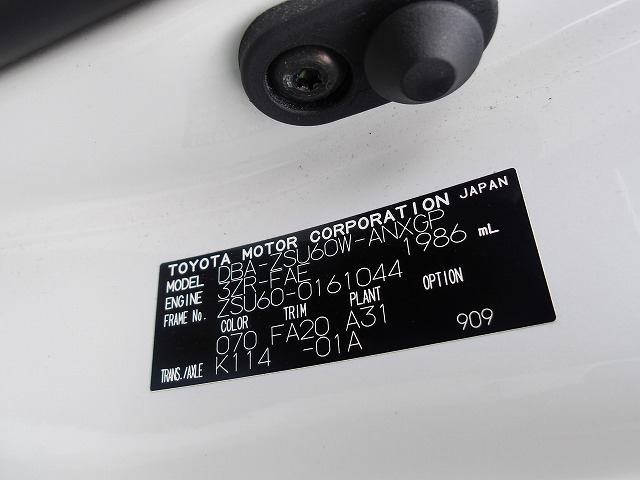 TOYOTA MOTOR CORPORATION JAPAN
MODEL DBA-ZSU60W-ANXGP
ENGINE 3ZR-FAE 1986 mL
FRAME No. ZSU60-0161044
COLOR TRIM PLANT OPTION
070 FA20 A31 909
TRANS./AXLE K114 -01A